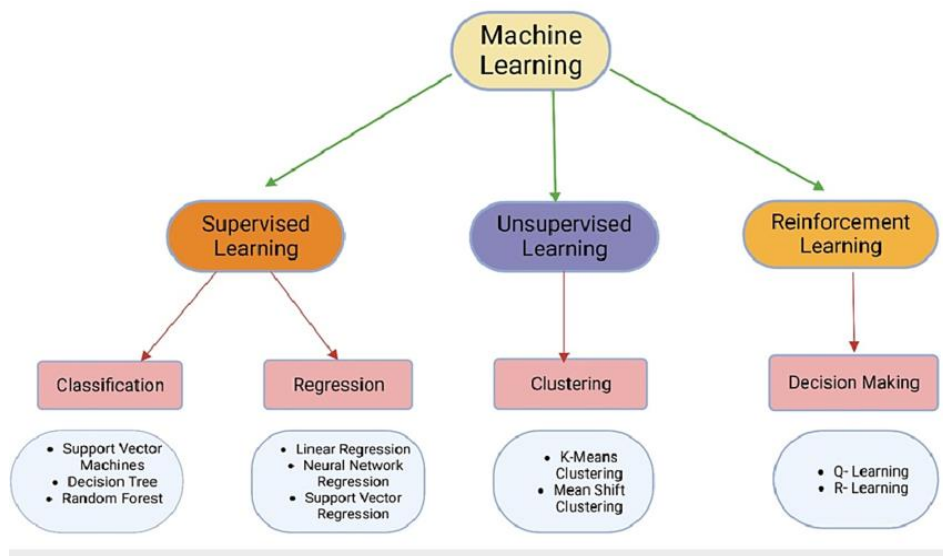 Machine
Learning
Supervised
Learning
Unsupervised
Learning
Reinforcement
Learning
Classification
Regression
Clustering
Decision Making
• Support Vector
Machines
• Decision Tree
• Random Forest
• Linear Regression
• Neural Network
Regression
• Support Vector
Regression
• K-Means
Clustering
• Mean Shift
Clustering
• Q- Learning
• R- Learning